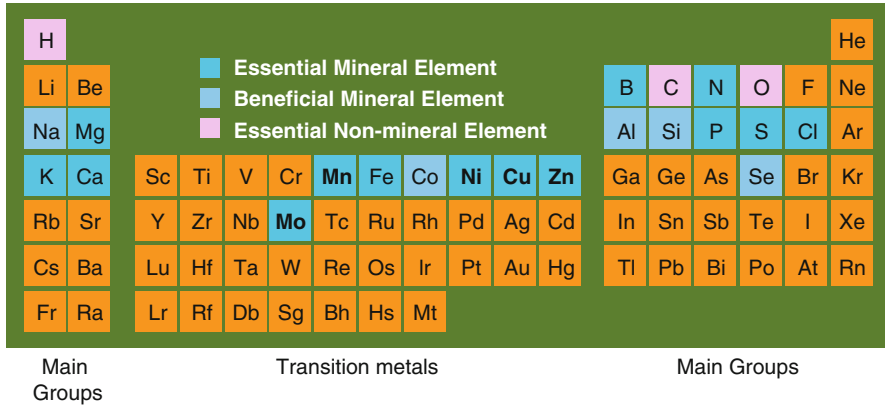 H He
Essential Mineral Element
Li Be B C N O F Ne
Beneficial Mineral Element
Na Mg Al Si P S Cl Ar
Essential Non-mineral Element
K Ca Sc Ti V Cr Mn Fe Co Ni Cu Zn Ga Ge As Se Br Kr
Rb Sr Y Zr Nb Mo Tc Ru Rh Pd Ag Cd In Sn Sb Te I Xe
Cs Ba Lu Hf Ta W Re Os Ir Pt Au Hg Tl Pb Bi Po At Rn
Fr Ra Lr Rf Db Sg Bh Hs Mt
Main
Groups
Transition metals
Main Groups